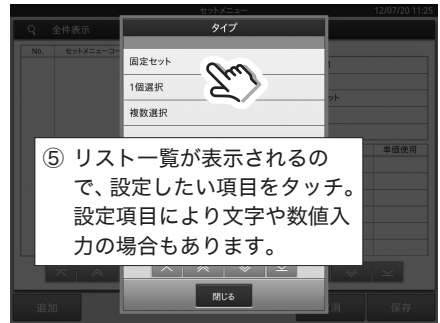 セットメニュー
12/07/20 11:25
全件表示
タイプ
No.
セットメニューコー
固定セット
1
1個選択
ット
複数選択
単価使用
⑤ リスト一覧が表示されるの
で、設定したい項目をタッチ。
設定項目により文字や数値入
力の場合もあります。
閉じる
追加
消
保存